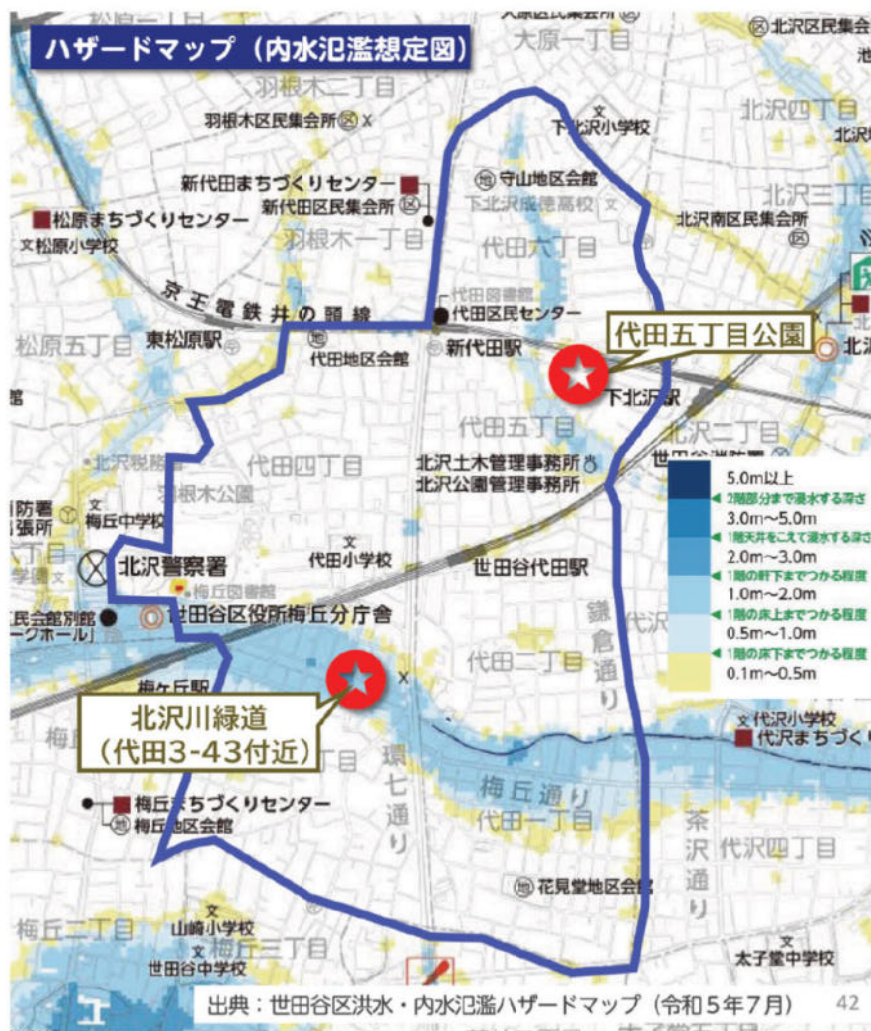 ハザードマップ（内水氾濫想定図）
大原一丁目
北沢区民集会
羽根木二丁目
北沢四丁目
下北沢小学校
羽根木区民集会所
新代田まちづくりセンター
守山地区会館
北沢三丁目
新代田区民集会所
下北沢成徳高校
松原まちづくりセンター
北沢南区民集会所
羽根木一丁目
松原小学校
代田六丁目
京王電鉄井の頭線
代田図書館
代田区民センター
代田五丁目公園
東松原駅
代田地区会館
新代田駅
松原五丁目
下北沢駅
代田五丁目
北沢二丁目
北沢税務署
代田四丁目
北沢土木管理事務所
北沢公園管理事務所
羽根木公園
5.0m以上
2階部分まで浸水する深さ
3.0m～5.0m
1階天井をこえて浸水する深さ
2.0m～3.0m
1階の軒下までつかる程度
1.0m～2.0m
1階の床上までつかる程度
0.5m～1.0m
1階の床下までつかる程度
0.1m～0.5m
梅丘中学校
代田小学校
北沢警察署
世田谷代田駅
梅丘図書館
世田谷区役所梅丘分庁舎
鎌倉通り
代田二丁目
梅ヶ丘駅
北沢川緑道
（代田3-43付近）
代沢小学校
代沢まちづく
環七通り
梅丘通り
梅丘まちづくりセンター
代田一丁目
梅丘地区会館
茶沢通り
代沢四丁目
花見堂地区会館
山崎小学校
梅丘二丁目
梅丘三丁目
世田谷中学校
太子堂中学校
出典：世田谷区洪水・内水氾濫ハザードマップ（令和5年7月）
42